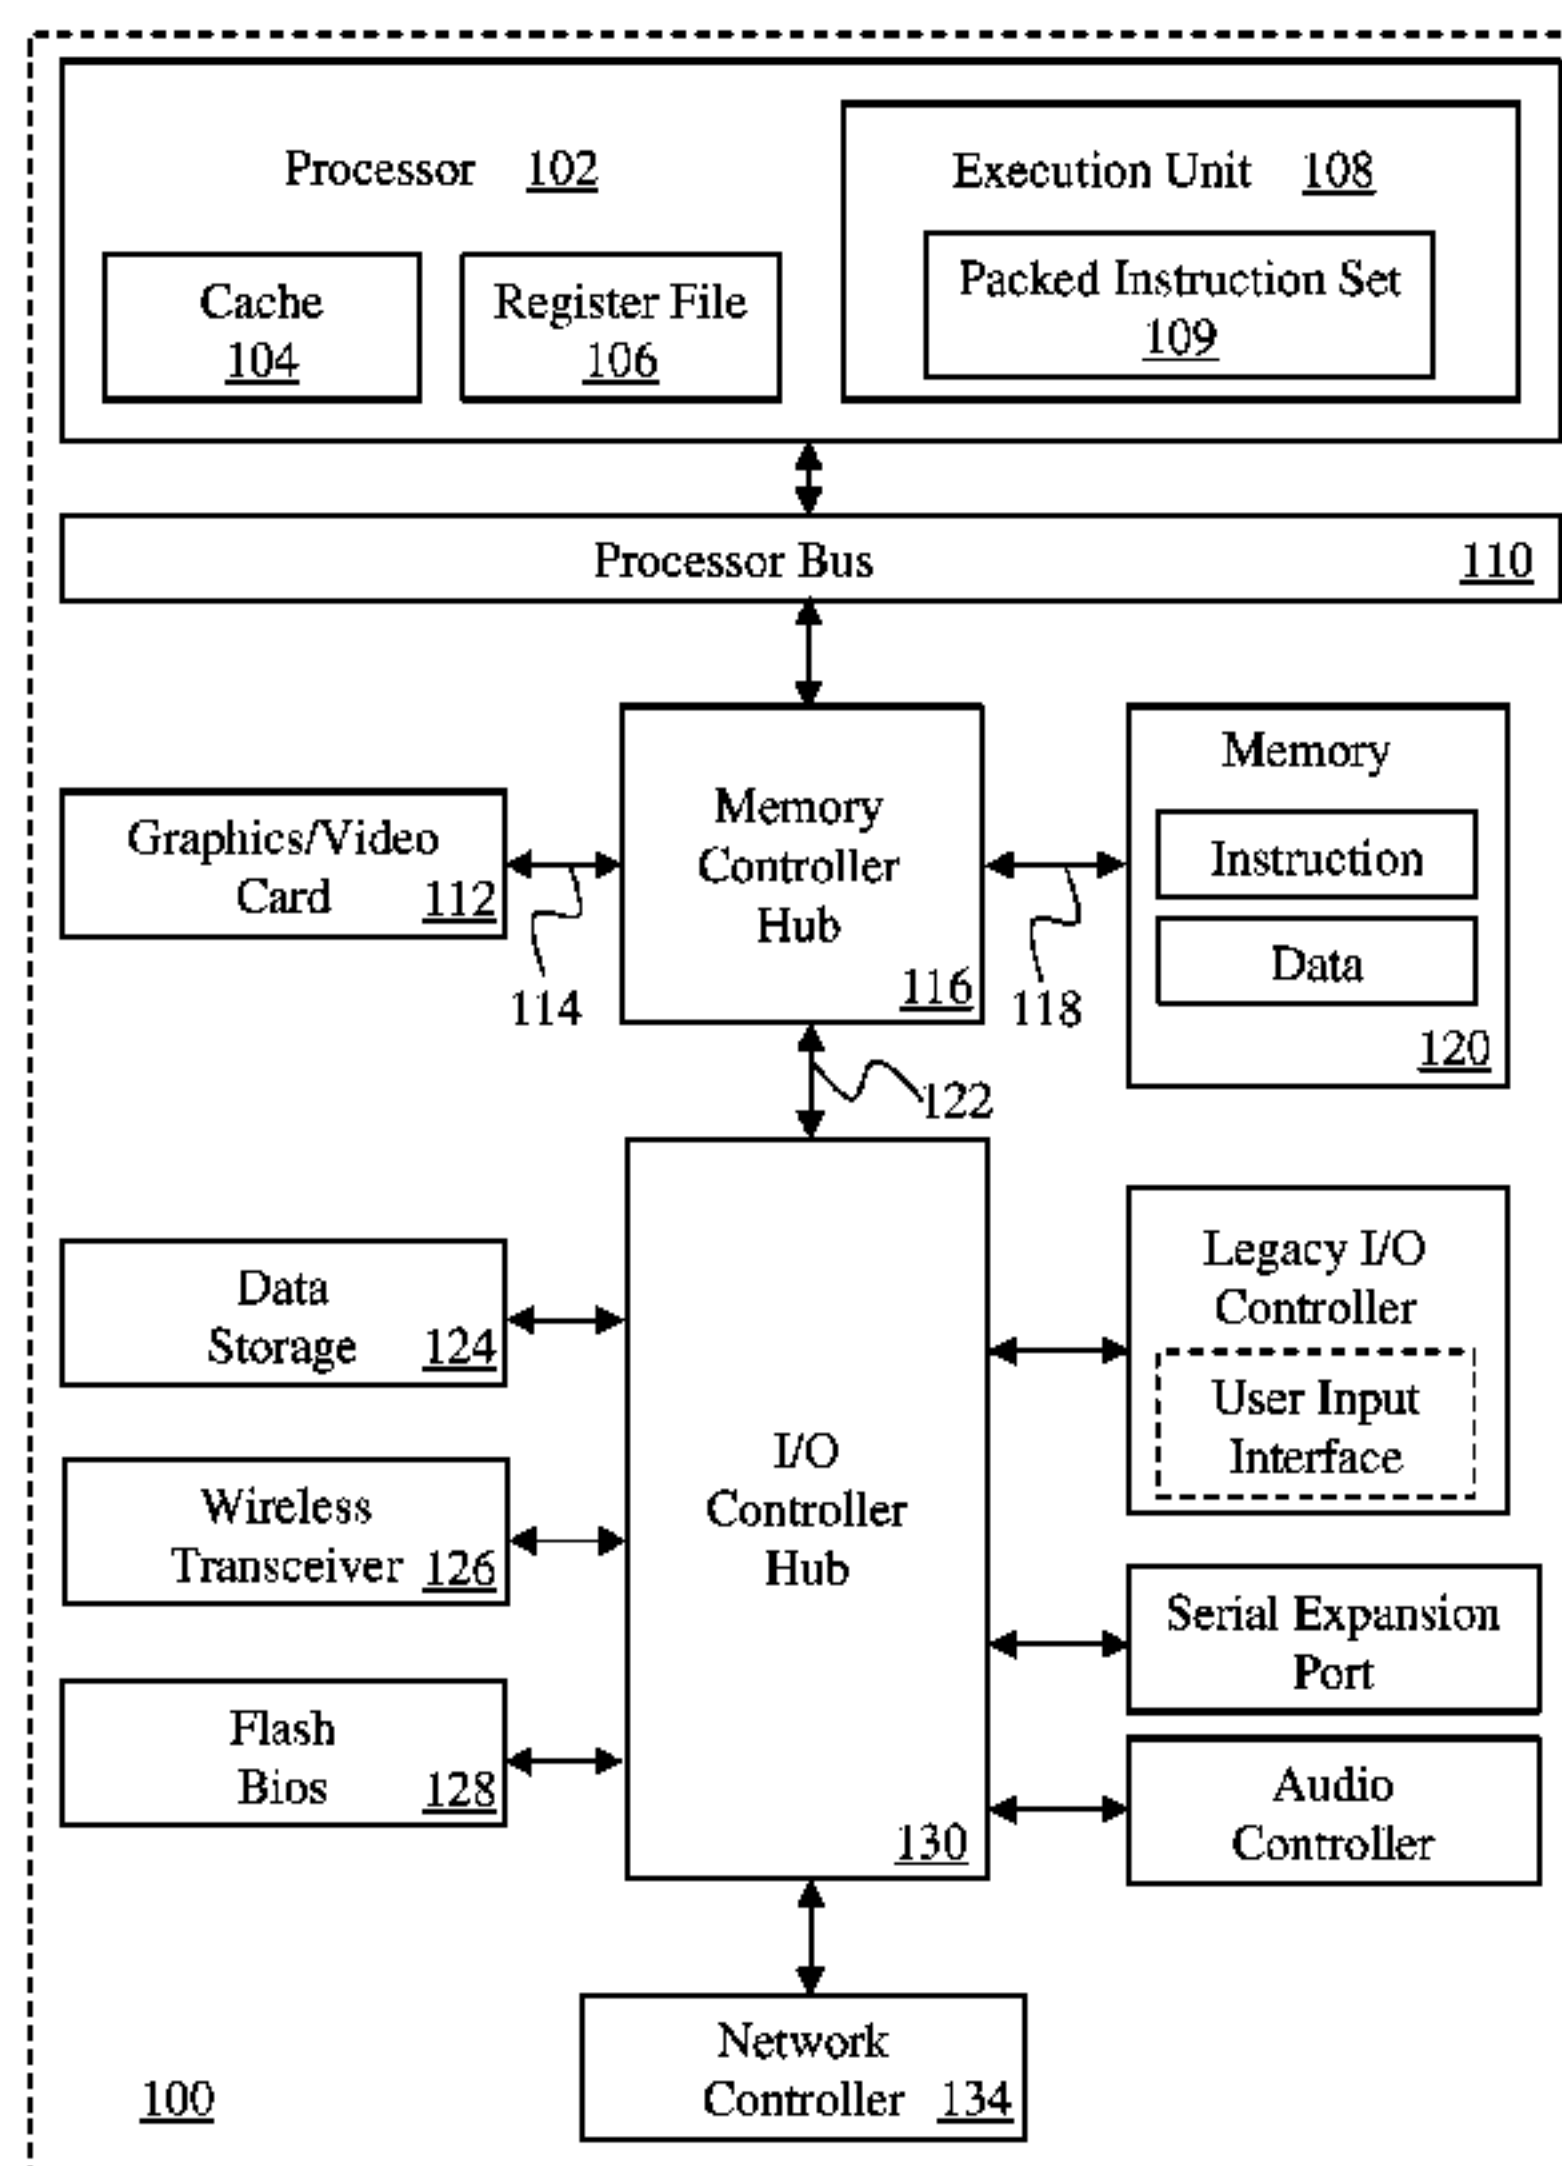 Processor 102
Execution Unit 108
Cache
104
Register File
106
Packed Instruction Set
109
Processor Bus 110
Graphics/Video
Card 112
114
Memory
Controller
Hub
116
118
Memory
Instruction
Data
120
122
Data
Storage 124
Wireless
Transceiver 126
Flash
Bios 128
I/O
Controller
Hub
130
Legacy I/O
Controller
User Input
Interface
Serial Expansion
Port
Audio
Controller
Network
Controller 134
100